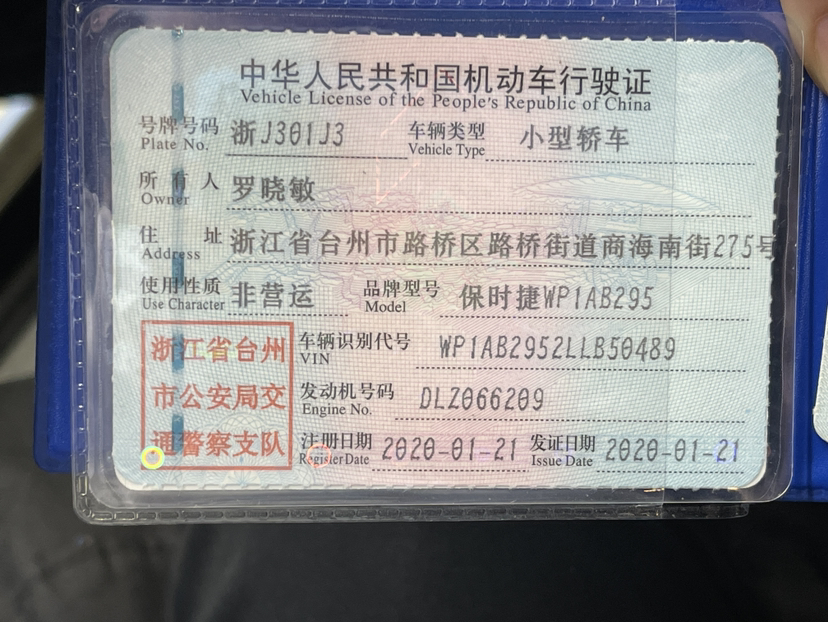 中华人民共和国机动车行驶证
Vehicle License of the People's Republic of China
号牌号码 浙J301J3 车辆类型 小型轿车
Plate No. Vehicle Type
所有人 罗晓敏
Owner
住址 浙江省台州市路桥区路桥街道商海南街275号
Address
使用性质 非营运 品牌型号 保时捷WP1AB295
Use Character Model
浙江省台州 车辆识别代号 WP1AB2952LLB50489
VIN
市公安局交 发动机号码 DLZ066209
Engine No.
通警察支队 注册日期 2020-01-21 发证日期 2020-01-21
Register Date Issue Date